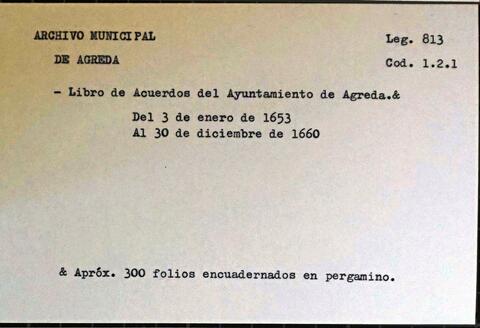 ARCHIVO MUNICIPAL
DE AGREDA
Leg. 813
Cod. 1.2.1
- Libro de Acuerdos del Ayuntamiento de Agreda.&
Del 3 de enero de 1653
Al 30 de diciembre de 1660
& Apróx. 300 folios encuadernados en pergamino.